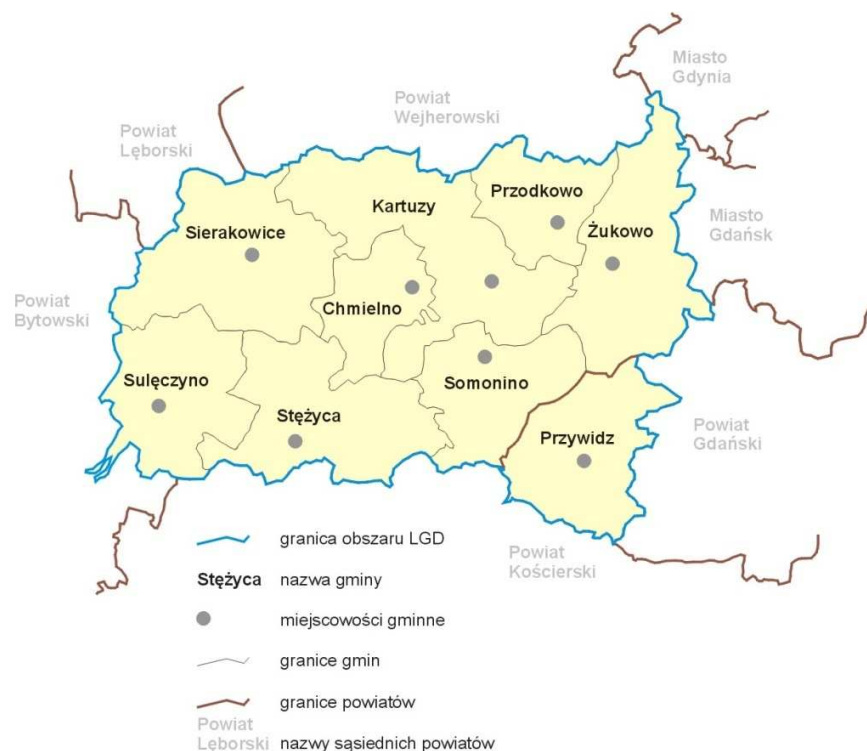 Miasto
Gdynia
Powiat
Wejherowski
Powiat
Lęborski
Przodkowo
Kartuzy
Sierakowice
Żukowo
Miasto
Gdańsk
Powiat
Bytowski
Chmielno
Sulęczyno
Somonino
Stężyca
Przywidz
Powiat
Gdański
Powiat
Kościerski
granica obszaru LGD
Stężyca nazwa gminy
miejscowości gminne
granice gmin
granice powiatów
Powiat
Lęborski nazwy sąsiednich powiatów